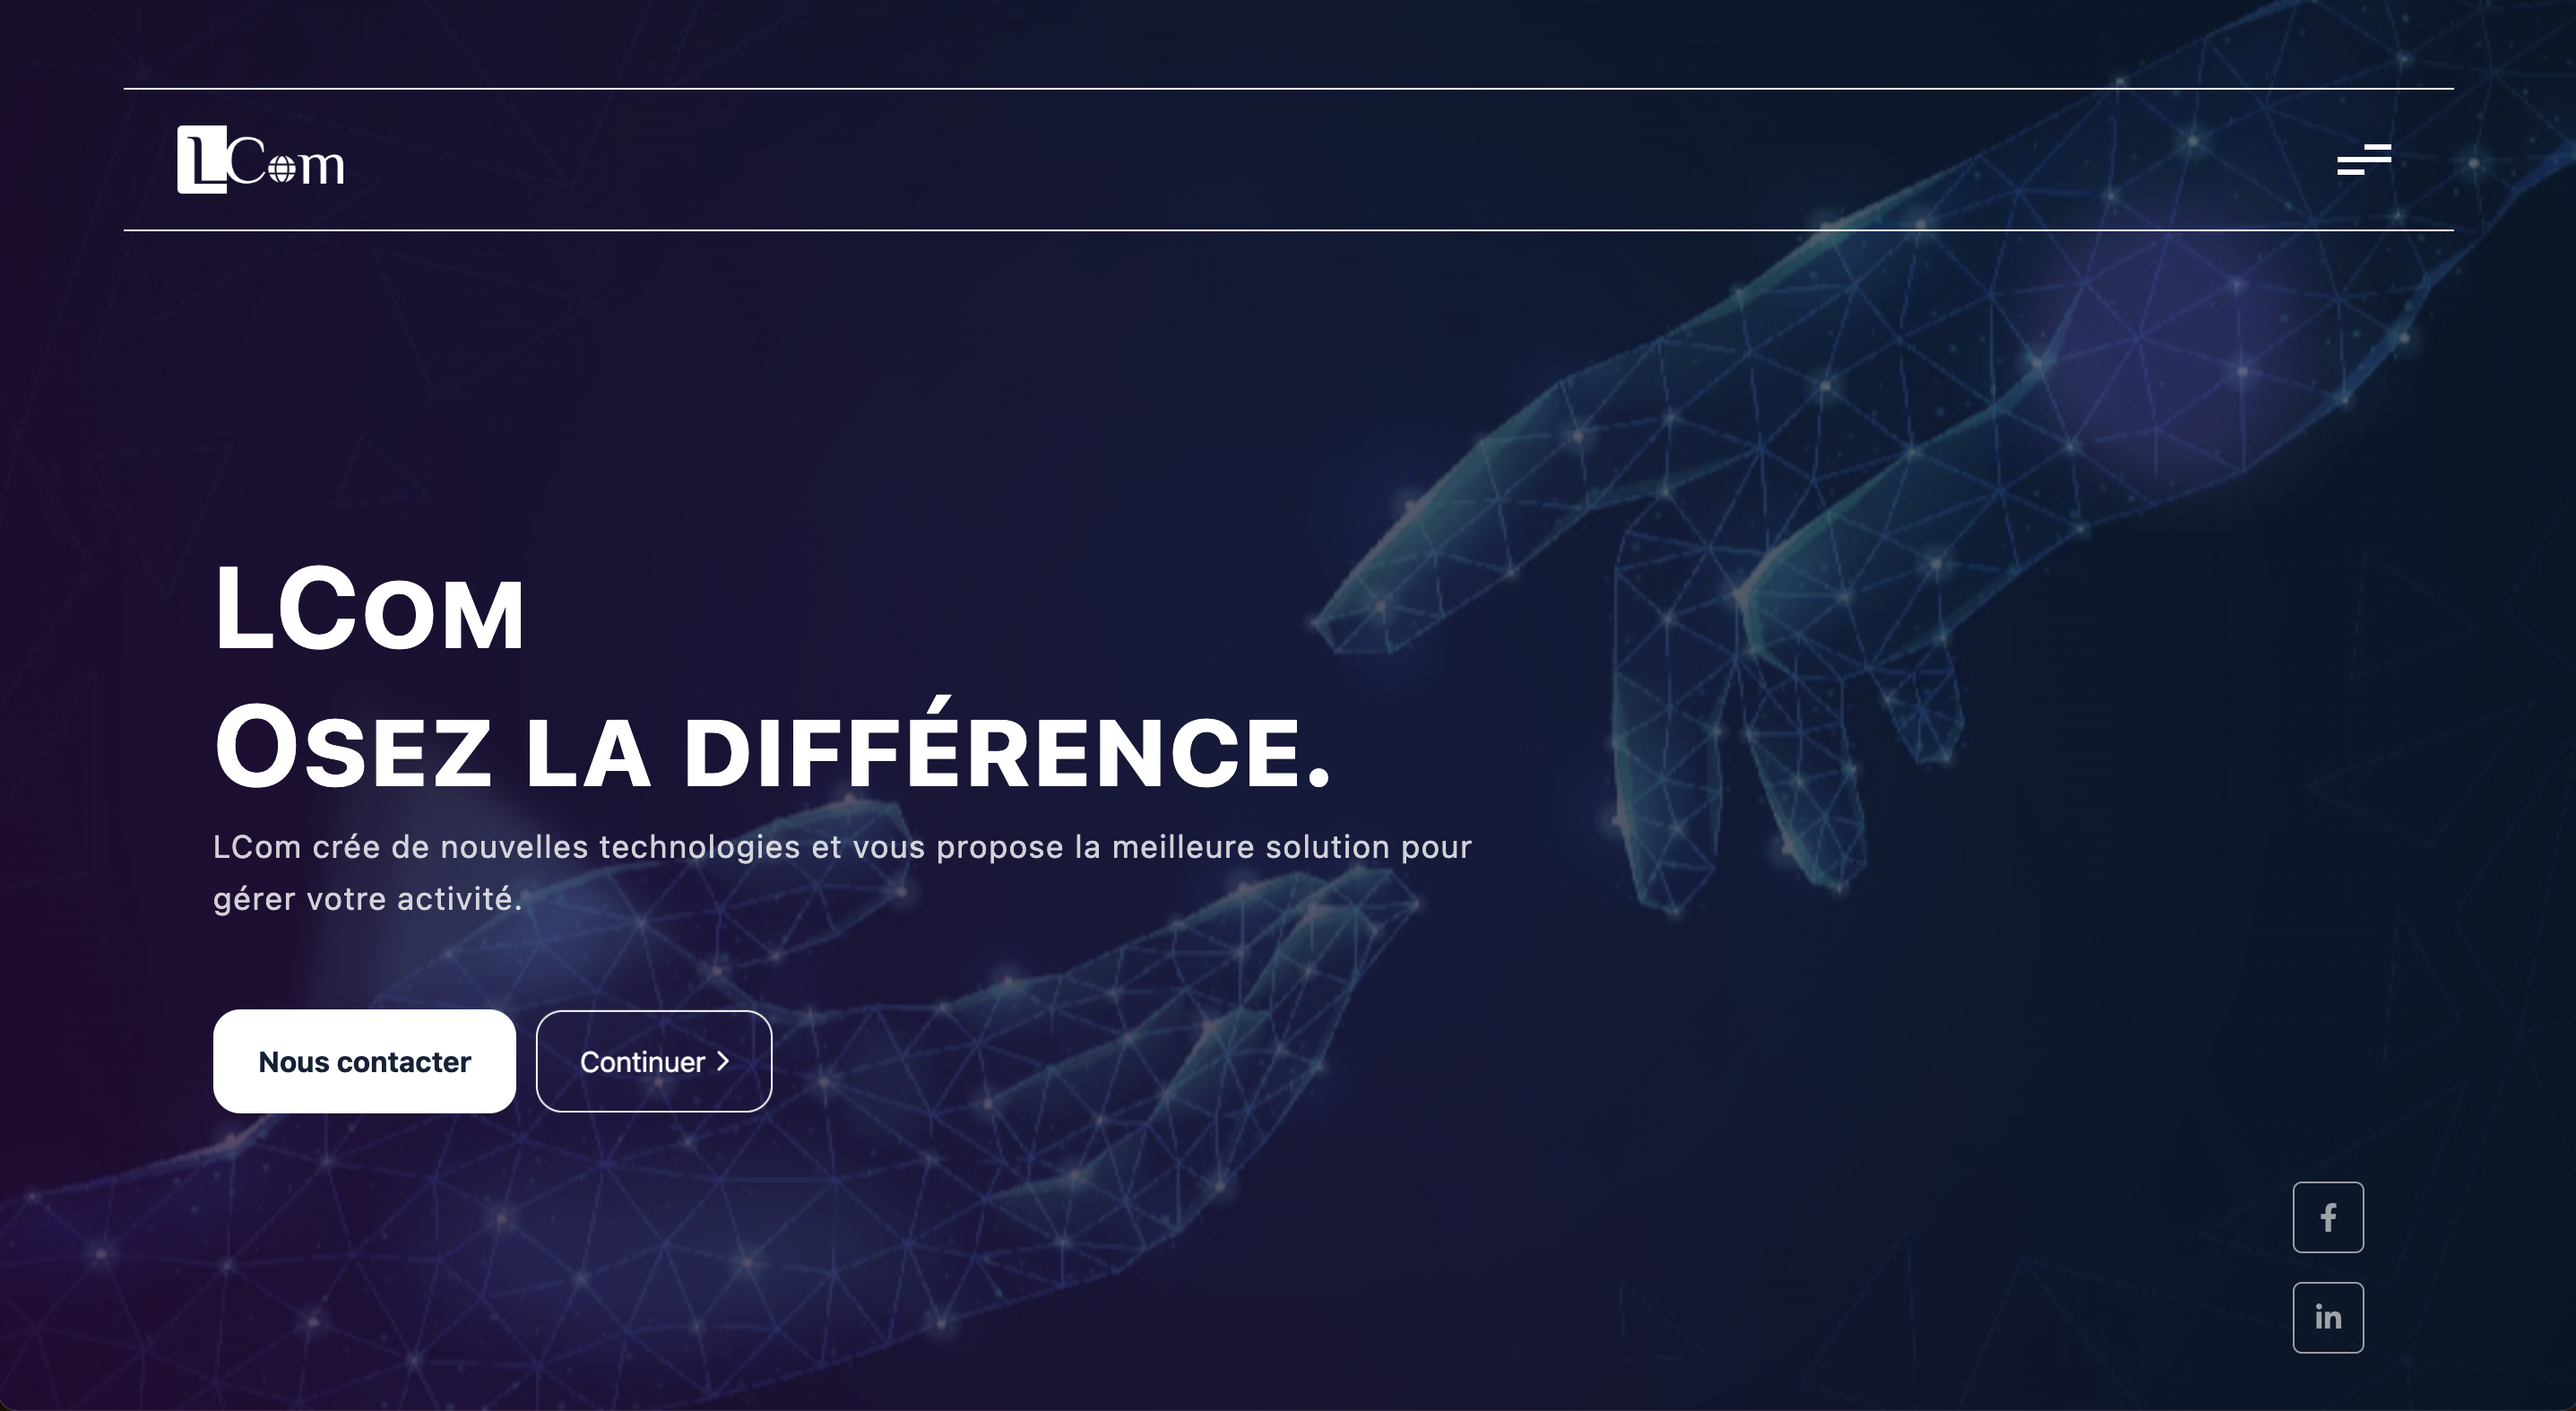 LCom
LCom
Osez la différence.
LCom crée de nouvelles technologies et vous propose la meilleure solution pour
gérer votre activité.
Nous contacter
Continuer >
f
in